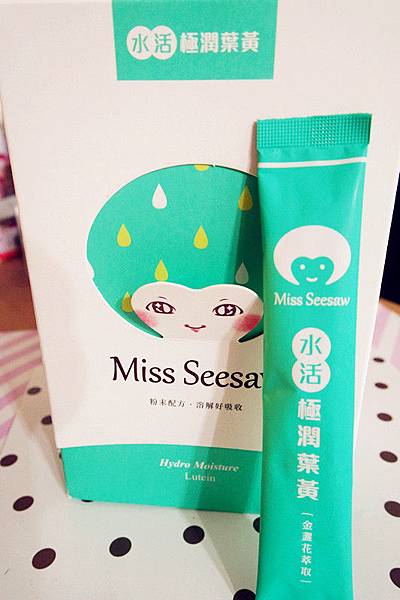 水活 極潤葉黃
Miss Seesaw
粉末配方．溶解好吸收
Hydro Moisture
Lutein
Miss Seesaw
水活極潤葉黃
（金盞花萃取）